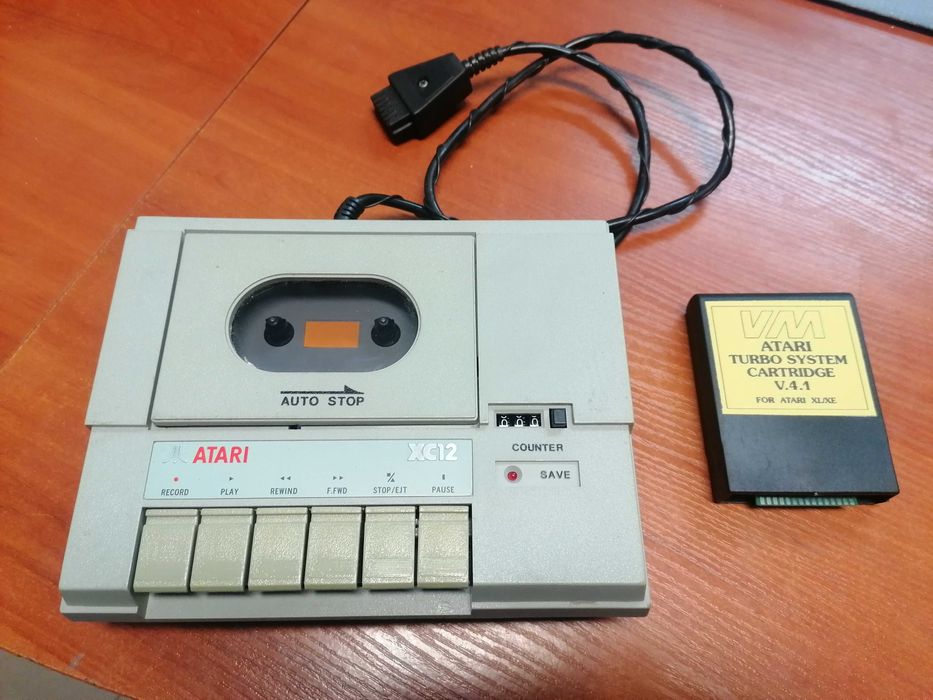 AUTO STOP
ATARI XC12
RECORD PLAY REWIND F.FWD STOP/EJT PAUSE
000
COUNTER
SAVE
VM
ATARI
TURBO SYSTEM
CARTRIDGE
V.4.1
FOR ATARI XL/XE